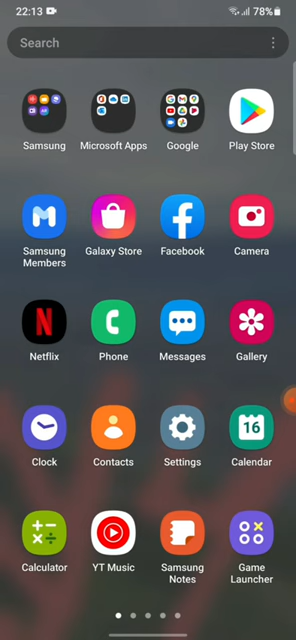 22:13
78%
Search
Samsung
Microsoft Apps
Google
Play Store
Samsung
Members
Galaxy Store
Facebook
Camera
Netflix
Phone
Messages
Gallery
Clock
Contacts
Settings
16
Calendar
Calculator
YT Music
Samsung
Notes
Game
Launcher